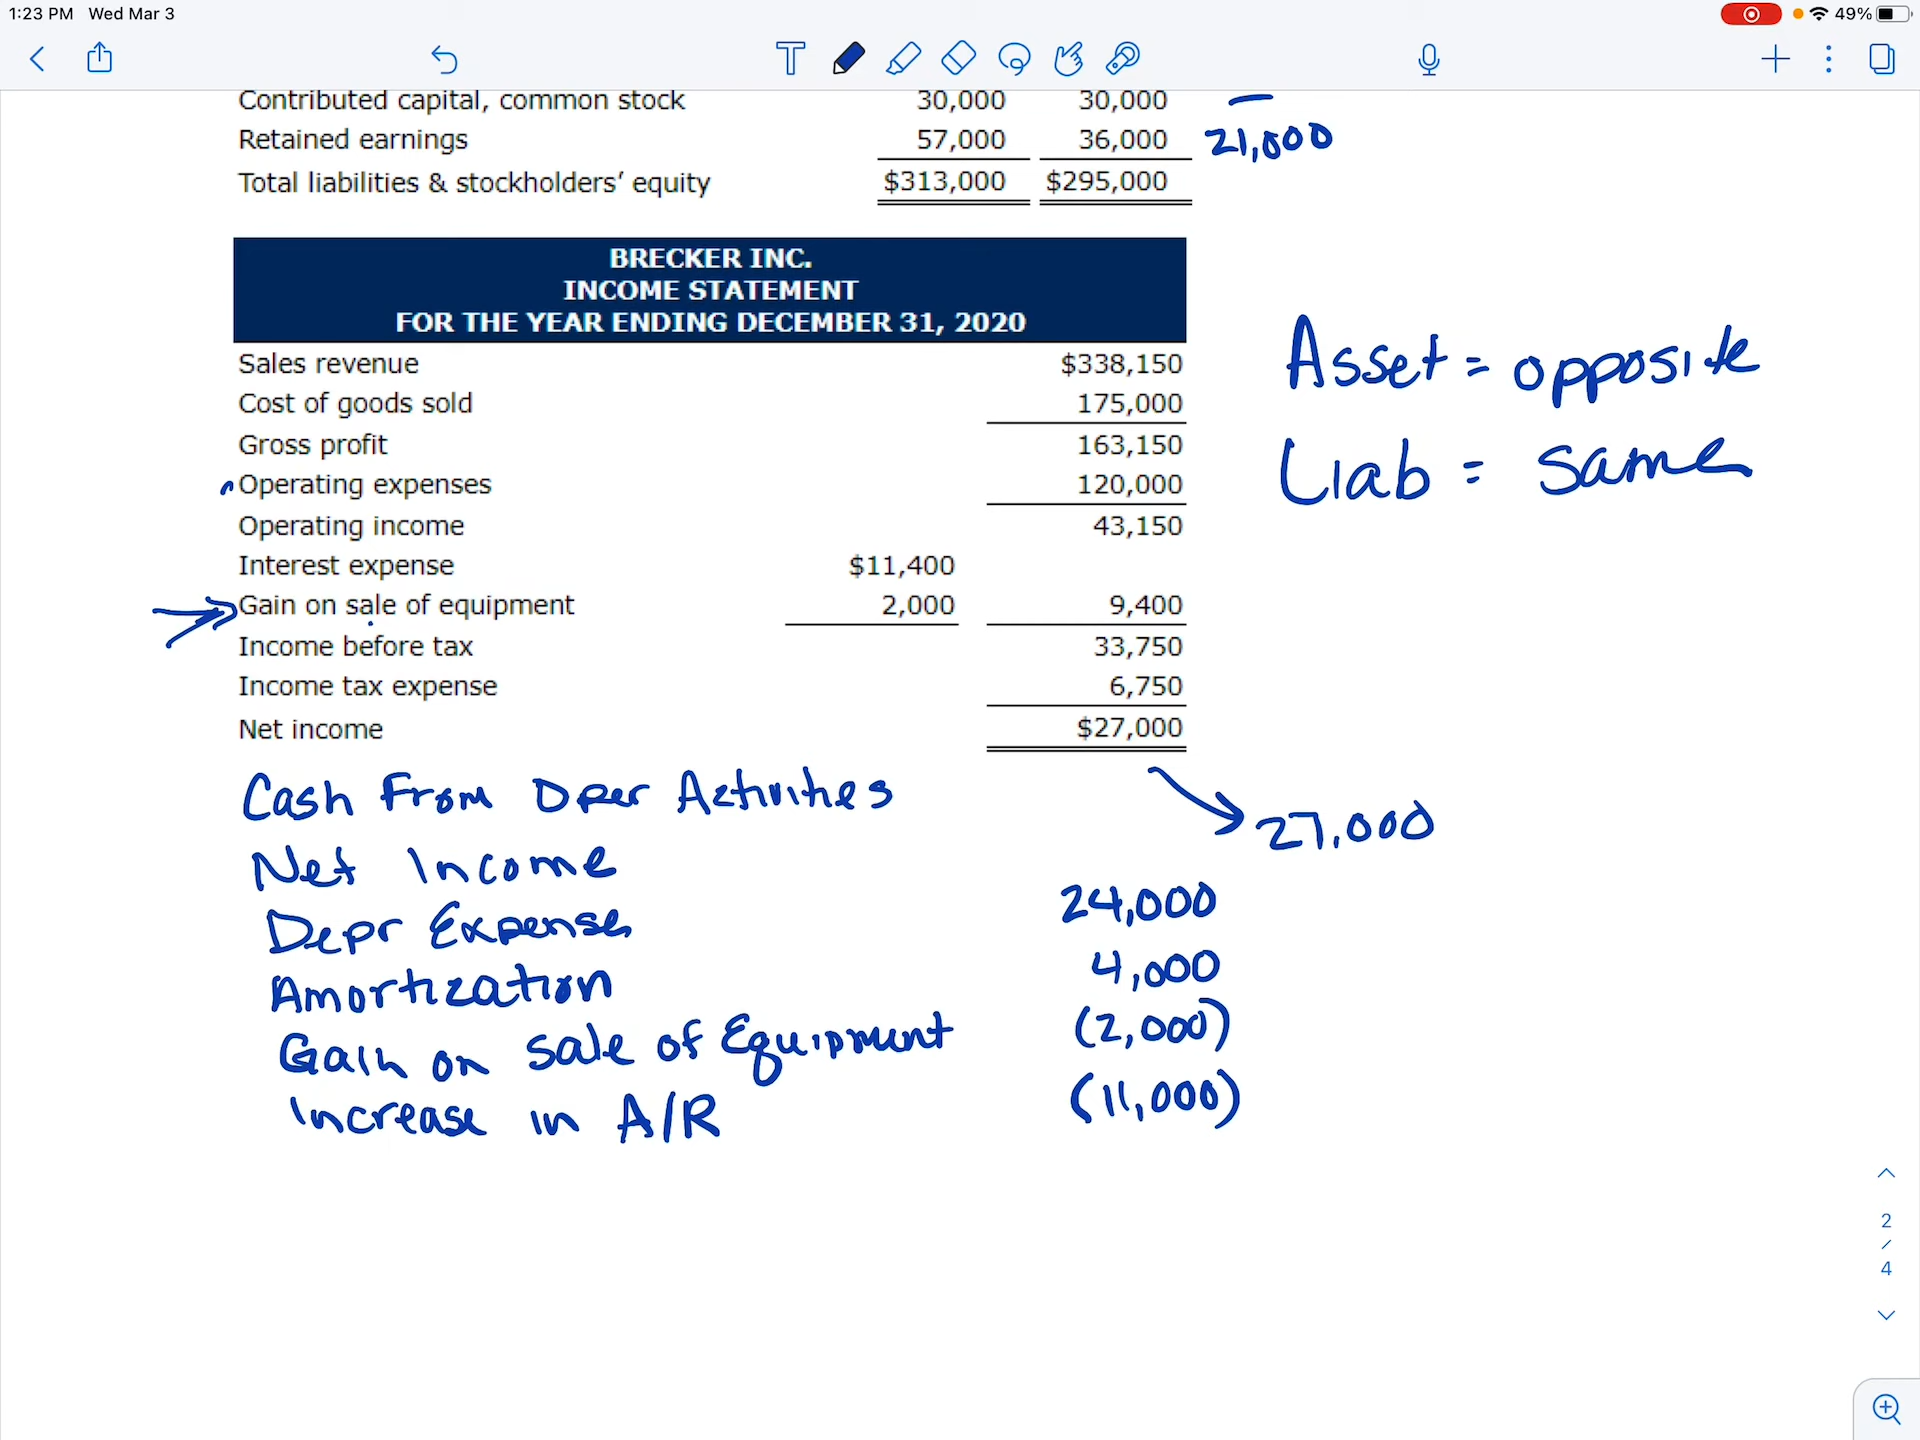 1:23 PM Wed Mar 3 49%
T
Contributed capital, common stock 30,000 30,000 —
Retained earnings 57,000 36,000 21,000
Total liabilities & stockholders’ equity $313,000 $295,000
BRECKER INC.
INCOME STATEMENT
FOR THE YEAR ENDING DECEMBER 31, 2020
Sales revenue $338,150
Cost of goods sold 175,000
Gross profit 163,150
Operating expenses 120,000
Operating income 43,150
Interest expense $11,400
Gain on sale of equipment 2,000 9,400
Income before tax 33,750
Income tax expense 6,750
Net income $27,000
Asset = opposite
Liab = same
Cash From Oper Activities
Net Income 27,000
Depr Expense 24,000
Amortization 4,000
Gain on Sale of Equipment (2,000)
Increase in A/R (11,000)
2
/
4